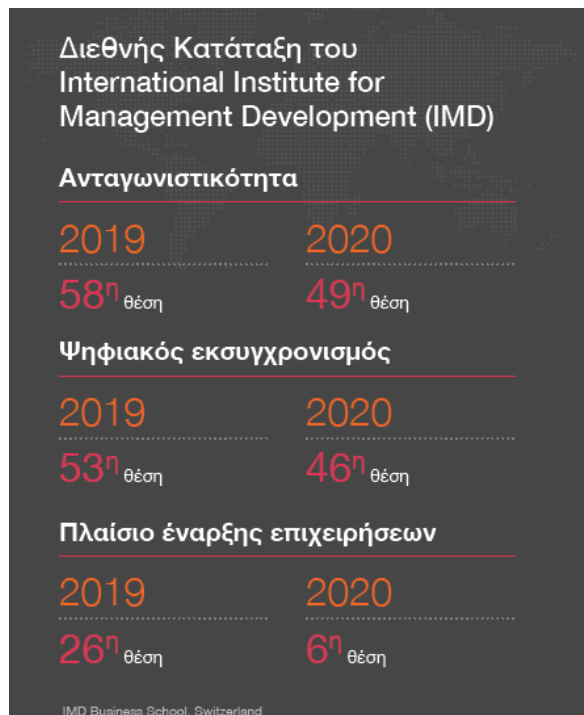 Διεθνής Κατάταξη του
International Institute for
Management Development (IMD)
Ανταγωνιστικότητα
2019 2020
58η θέση 49η θέση
Ψηφιακός εκσυγχρονισμός
2019 2020
53η θέση 46η θέση
Πλαίσιο έναρξης επιχειρήσεων
2019 2020
26η θέση 6η θέση
IMD Business School, Switzerland